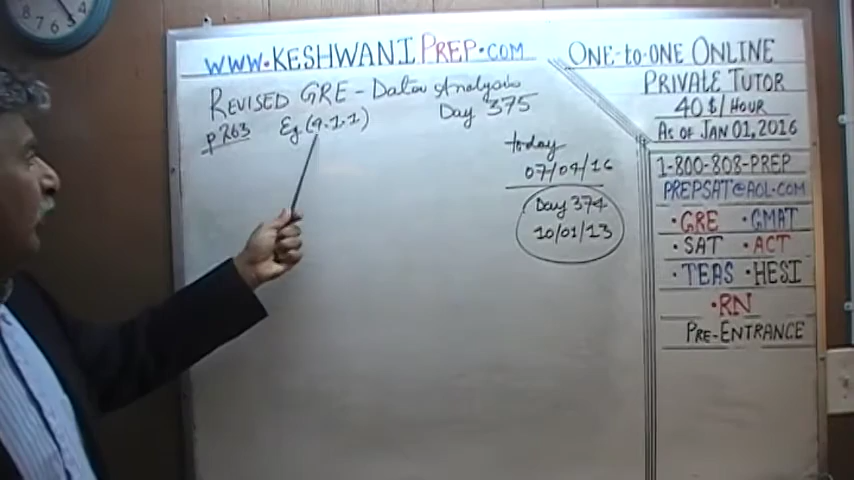 WWW.KESHWANIPREP.COM
REVISED GRE - Data Analysis
p 263 Eg (9.1.1) Day 375
today
07/09/16
Day 374
10/01/13
ONE-to-ONE ONLINE
PRIVATE TUTOR
40 $/HOUR
AS OF JAN 01, 2016
1-800-808-PREP
PREPSAT@AOL.COM
•GRE •GMAT
•SAT •ACT
•TEAS •HESI
•RN
PRE-ENTRANCE